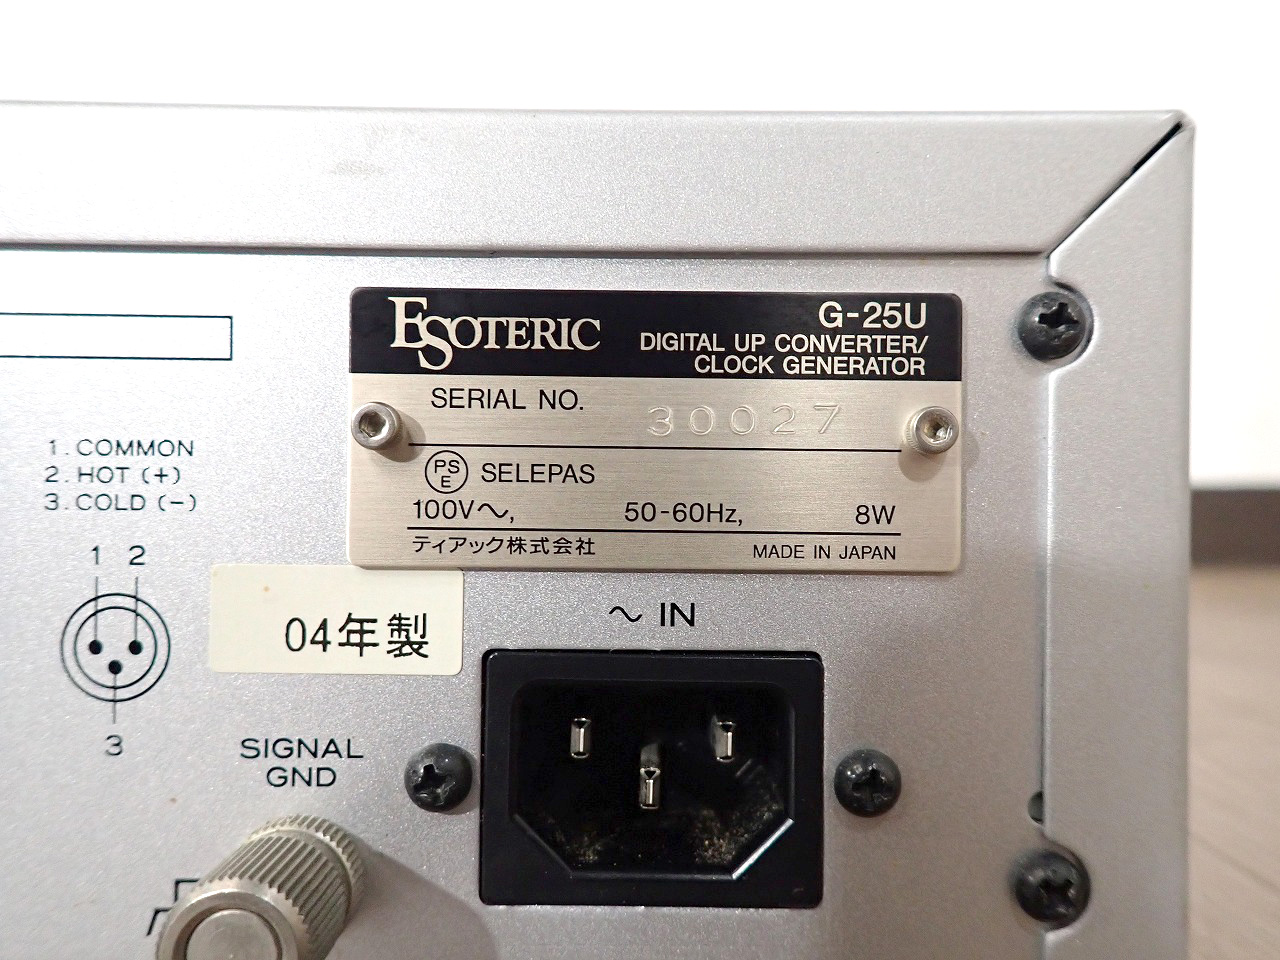 ESOTERIC
G-25U
DIGITAL UP CONVERTER/
CLOCK GENERATOR
SERIAL NO. 30027
PSE SELEPAS
100V～, 50-60Hz, 8W
ティアック株式会社 MADE IN JAPAN
1. COMMON
2. HOT (+)
3. COLD (−)
1 2
3
04年製
～ IN
SIGNAL
GND